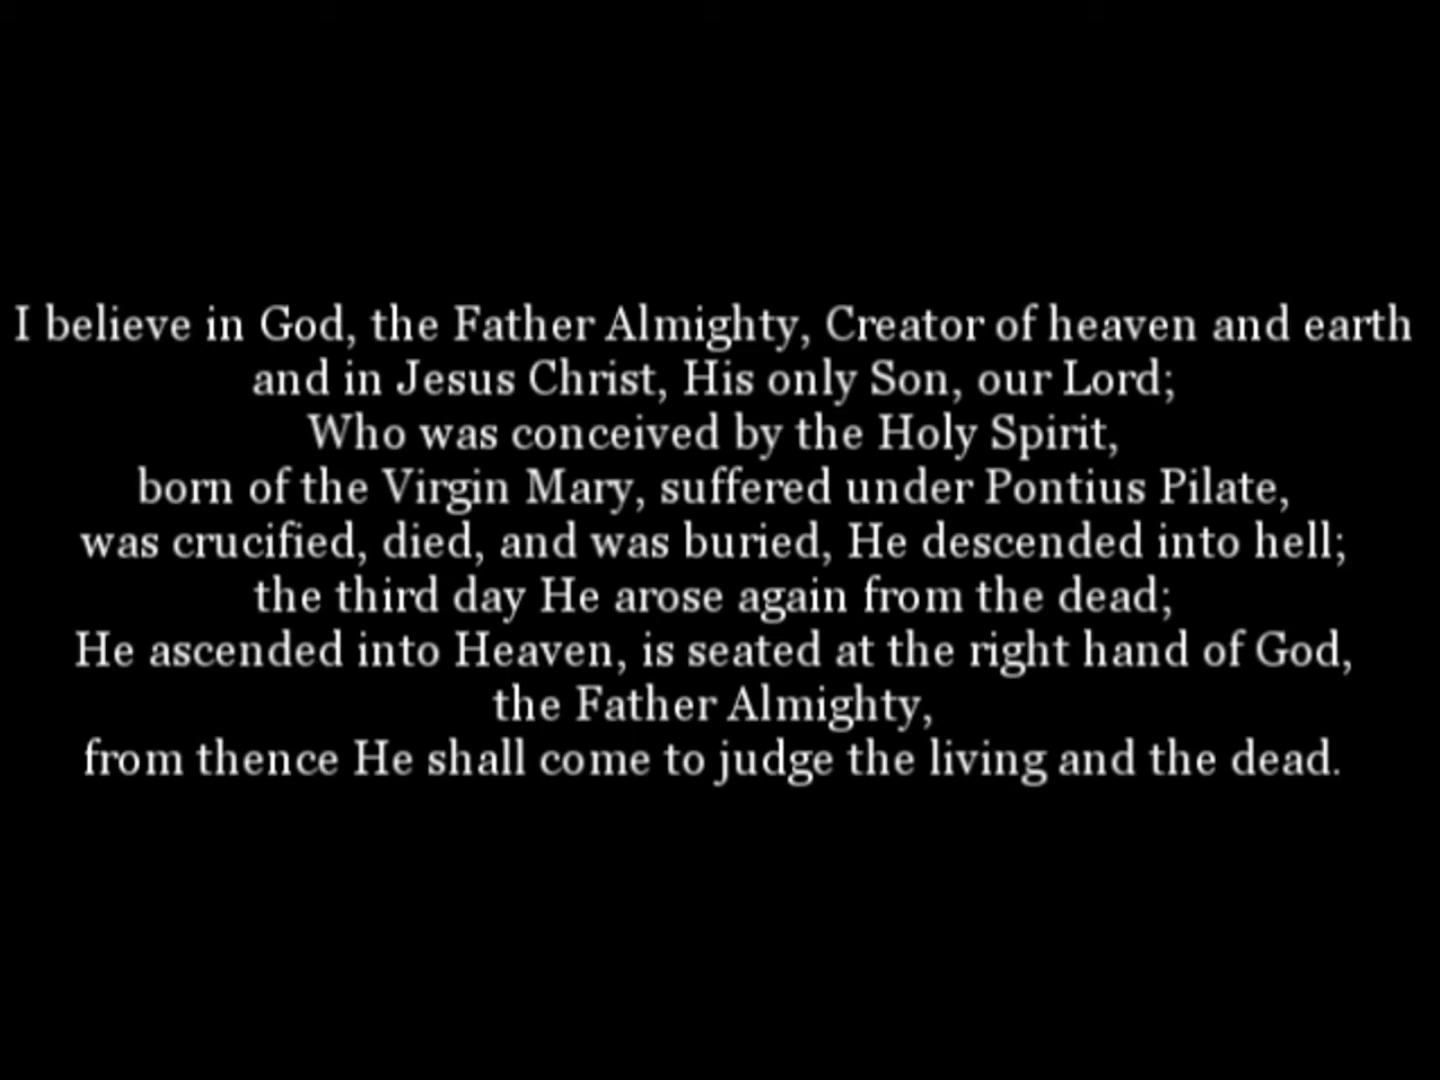 I believe in God, the Father Almighty, Creator of heaven and earth
and in Jesus Christ, His only Son, our Lord;
Who was conceived by the Holy Spirit,
born of the Virgin Mary, suffered under Pontius Pilate,
was crucified, died, and was buried, He descended into hell;
the third day He arose again from the dead;
He ascended into Heaven, is seated at the right hand of God,
the Father Almighty,
from thence He shall come to judge the living and the dead.